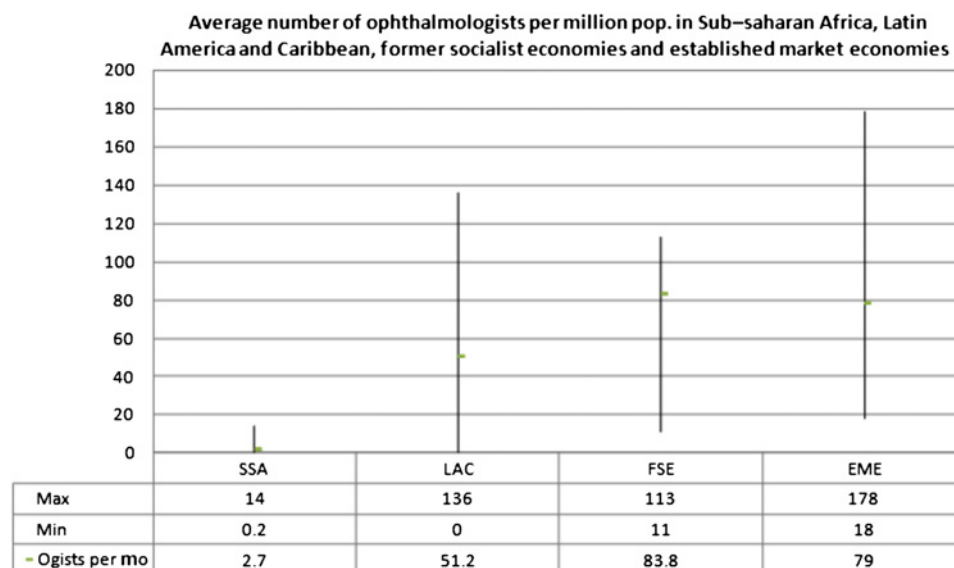 Average number of ophthalmologists per million pop. in Sub–saharan Africa, Latin
America and Caribbean, former socialist economies and established market economies
200
180
160
140
120
100
80
60
40
20
0
SSA LAC FSE EME
Max 14 136 113 178
Min 0.2 0 11 18
Ogists per mo 2.7 51.2 83.8 79